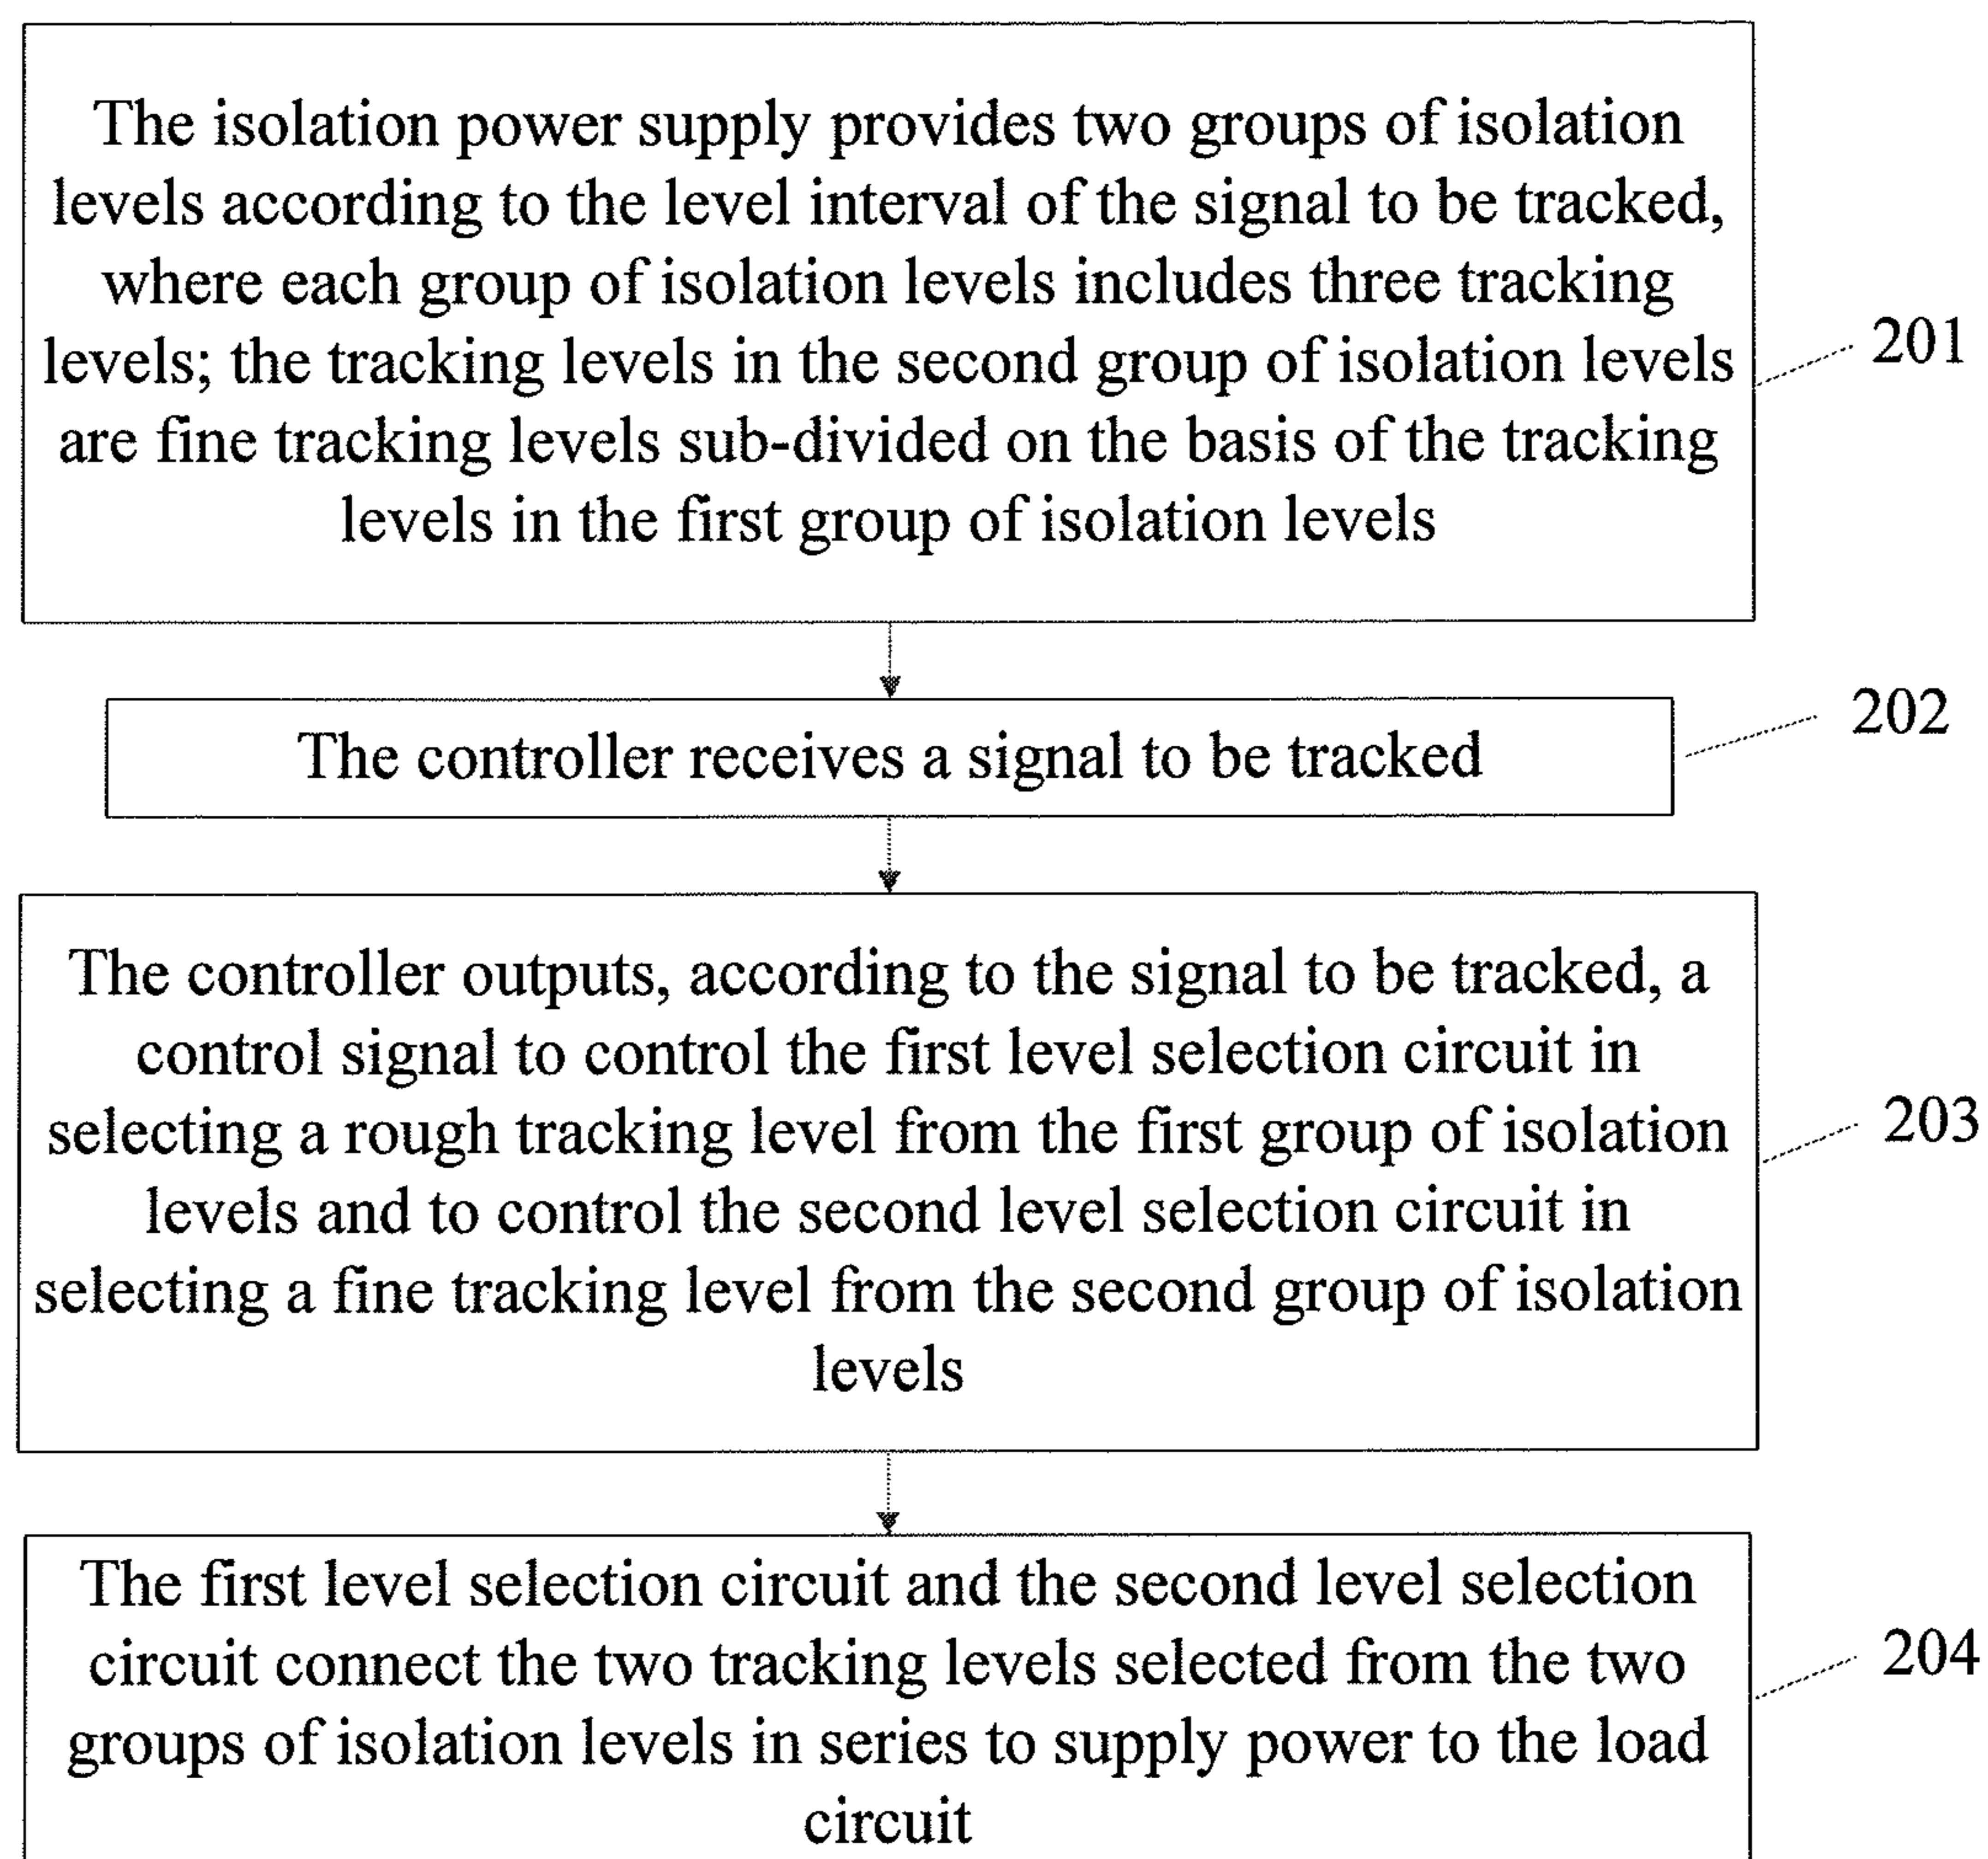 The isolation power supply provides two groups of isolation
levels according to the level interval of the signal to be tracked,
where each group of isolation levels includes three tracking
levels; the tracking levels in the second group of isolation levels
are fine tracking levels sub-divided on the basis of the tracking
levels in the first group of isolation levels
201
The controller receives a signal to be tracked
202
The controller outputs, according to the signal to be tracked, a
control signal to control the first level selection circuit in
selecting a rough tracking level from the first group of isolation
levels and to control the second level selection circuit in
selecting a fine tracking level from the second group of isolation
levels
203
The first level selection circuit and the second level selection
circuit connect the two tracking levels selected from the two
groups of isolation levels in series to supply power to the load
circuit
204